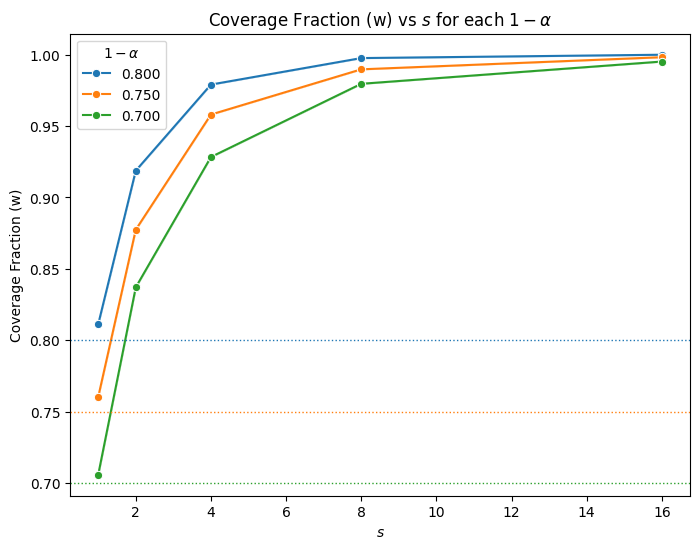 Coverage Fraction (w) vs s for each 1 − α
1 − α
0.800
0.750
0.700
Coverage Fraction (w)
1.00
0.95
0.90
0.85
0.80
0.75
0.70
2 4 6 8 10 12 14 16
s